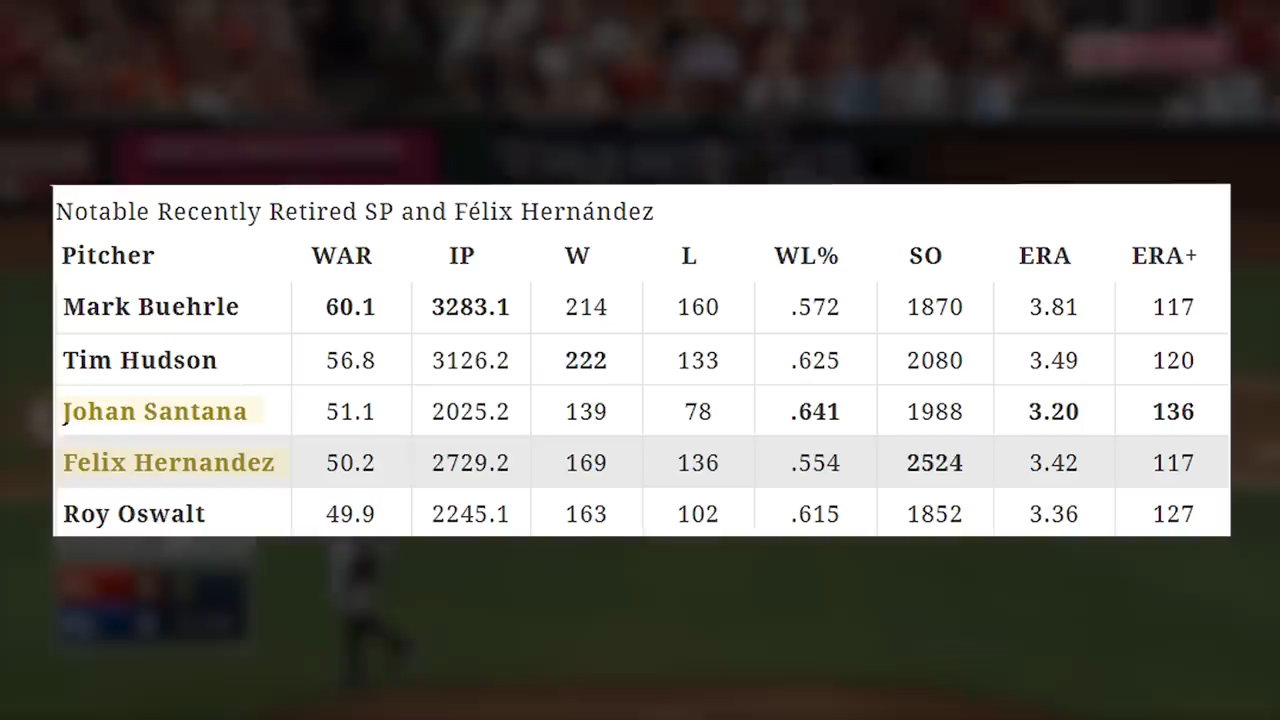 Notable Recently Retired SP and Félix Hernández
Pitcher WAR IP W L WL% SO ERA ERA+
Mark Buehrle 60.1 3283.1 214 160 .572 1870 3.81 117
Tim Hudson 56.8 3126.2 222 133 .625 2080 3.49 120
Johan Santana 51.1 2025.2 139 78 .641 1988 3.20 136
Felix Hernandez 50.2 2729.2 169 136 .554 2524 3.42 117
Roy Oswalt 49.9 2245.1 163 102 .615 1852 3.36 127